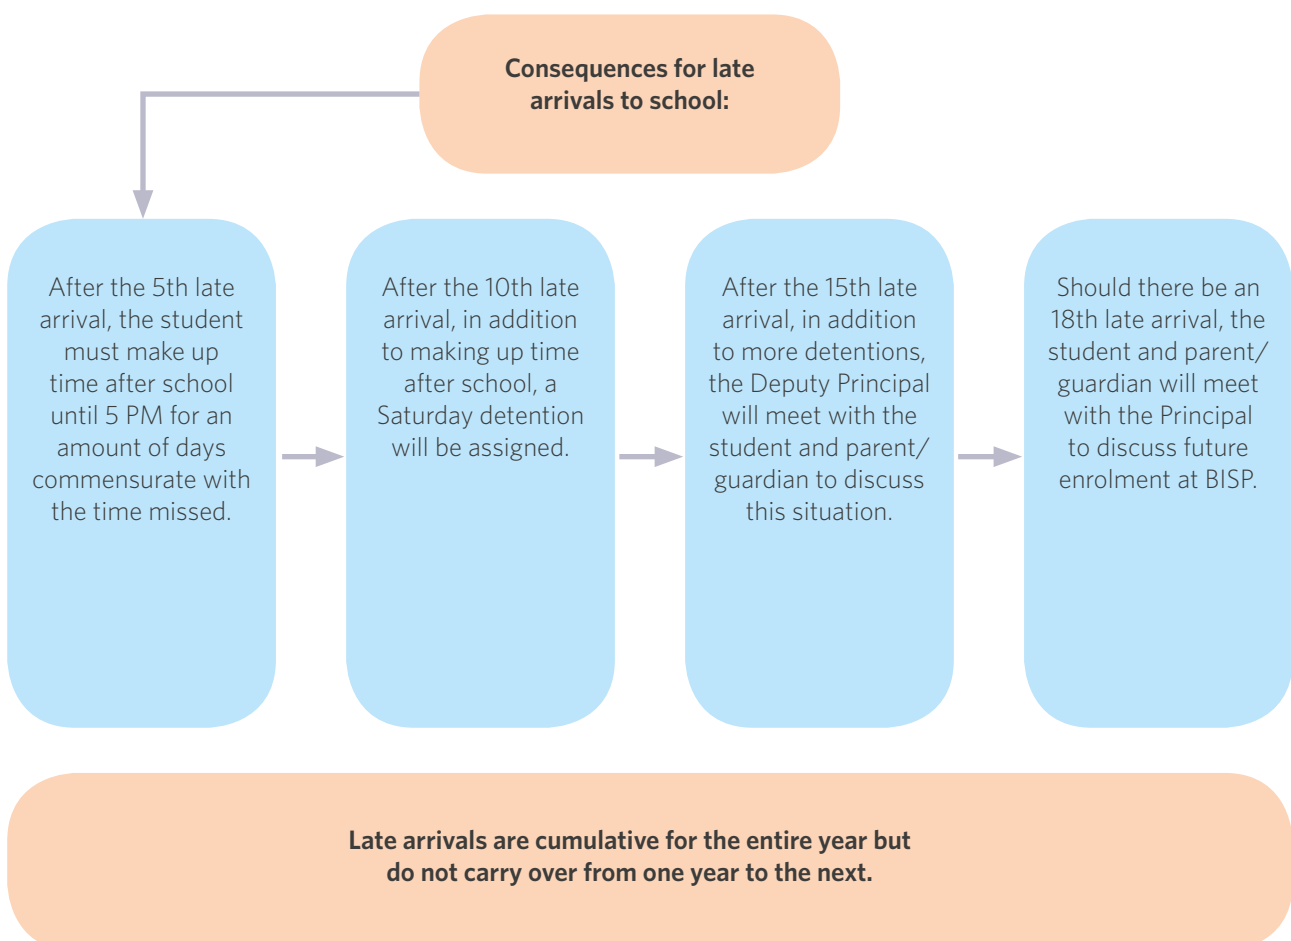 Consequences for late
arrivals to school:
After the 5th late
arrival, the student
must make up
time after school
until 5 PM for an
amount of days
commensurate with
the time missed.
After the 10th late
arrival, in addition
to making up time
after school, a
Saturday detention
will be assigned.
After the 15th late
arrival, in addition
to more detentions,
the Deputy Principal
will meet with the
student and parent/
guardian to discuss
this situation.
Should there be an
18th late arrival, the
student and parent/
guardian will meet
with the Principal
to discuss future
enrolment at BISP.
Late arrivals are cumulative for the entire year but
do not carry over from one year to the next.